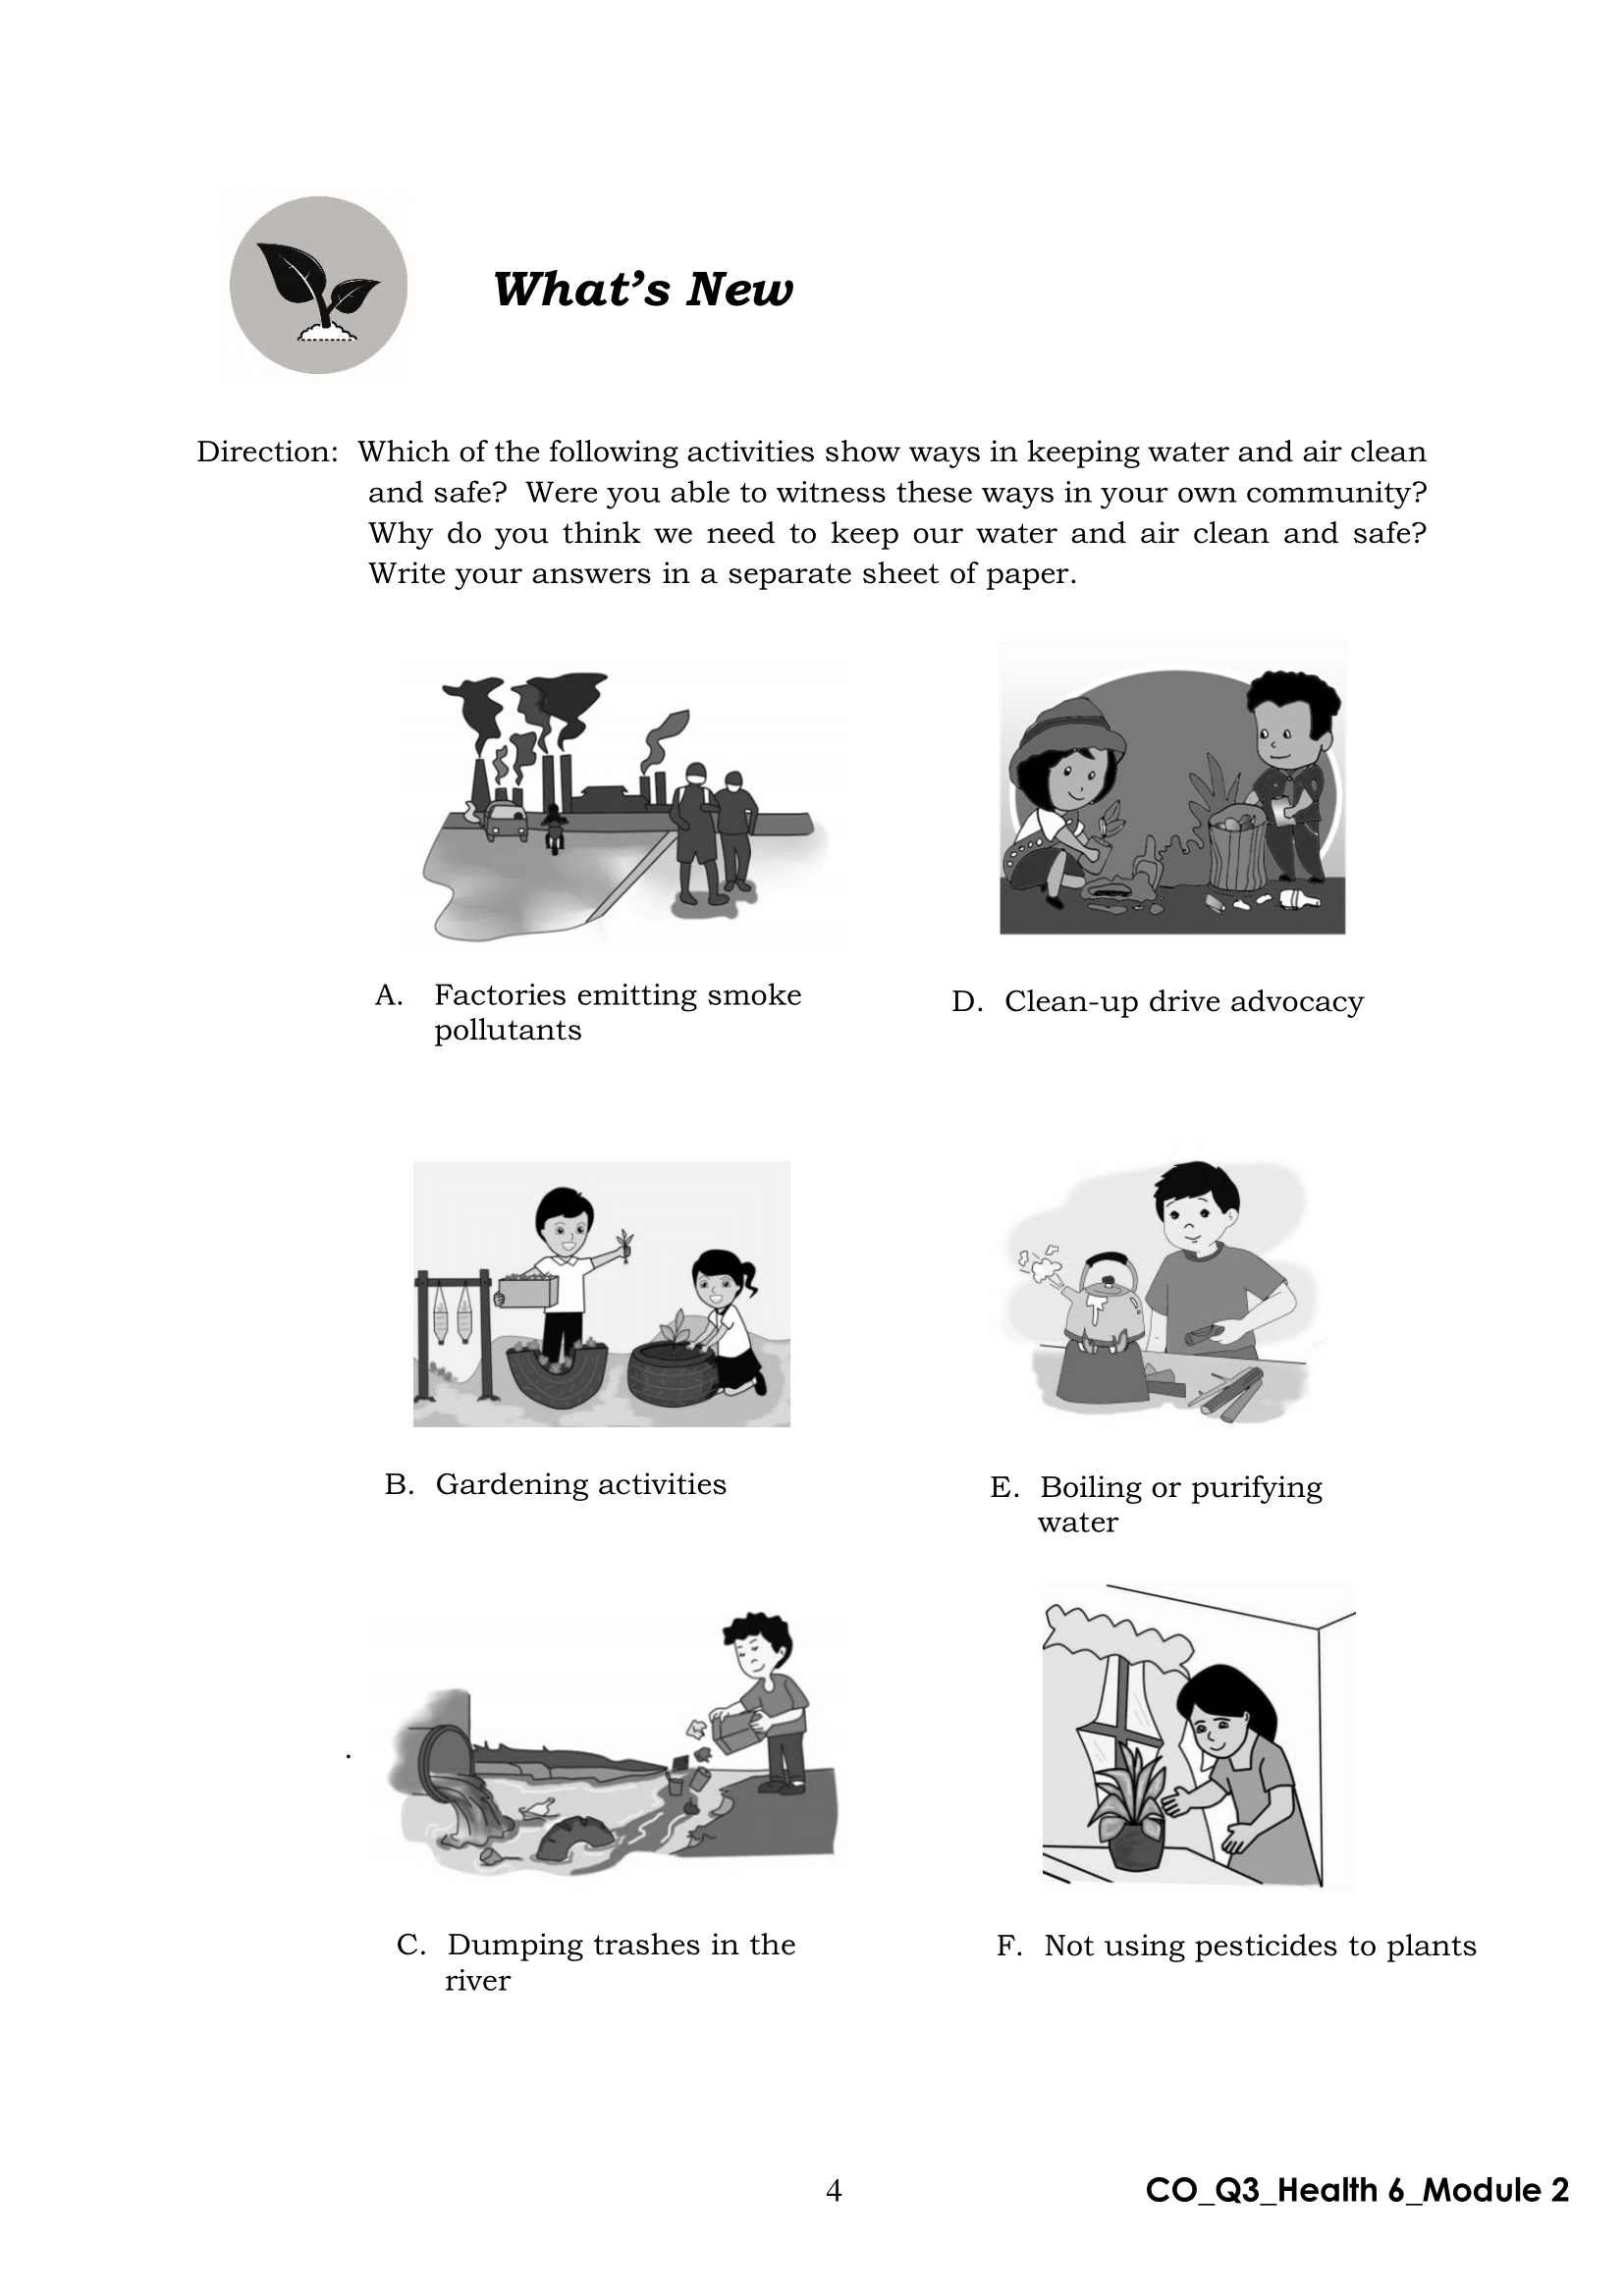 What's New
Direction: Which of the following activities show ways in keeping water and air clean
and safe? Were you able to witness these ways in your own community?
Why do you think we need to keep our water and air clean and safe?
Write your answers in a separate sheet of paper.
A. Factories emitting smoke
pollutants
D. Clean-up drive advocacy
B. Gardening activities
E. Boiling or purifying
water
.
C. Dumping trashes in the
river
F. Not using pesticides to plants
4
CO_Q3_Health 6_Module 2